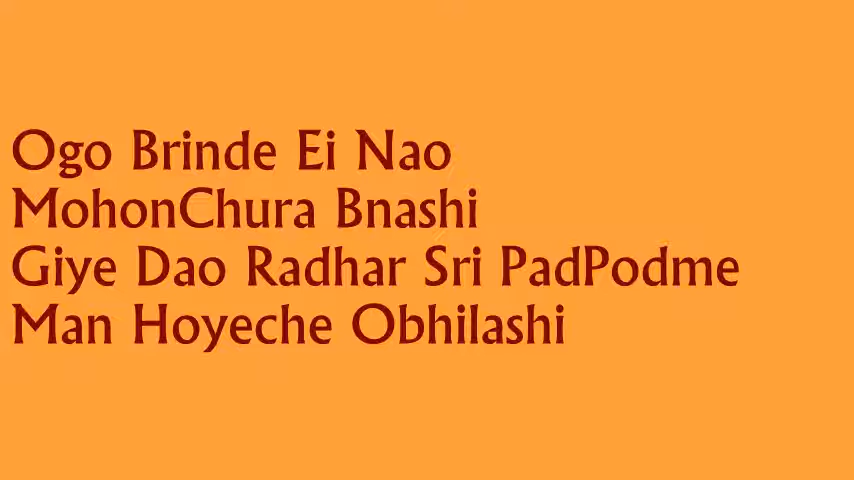 Ogo Brinde Ei Nao
MohonChura Bnashi
Giye Dao Radhar Sri PadPodme
Man Hoyeche Obhilashi